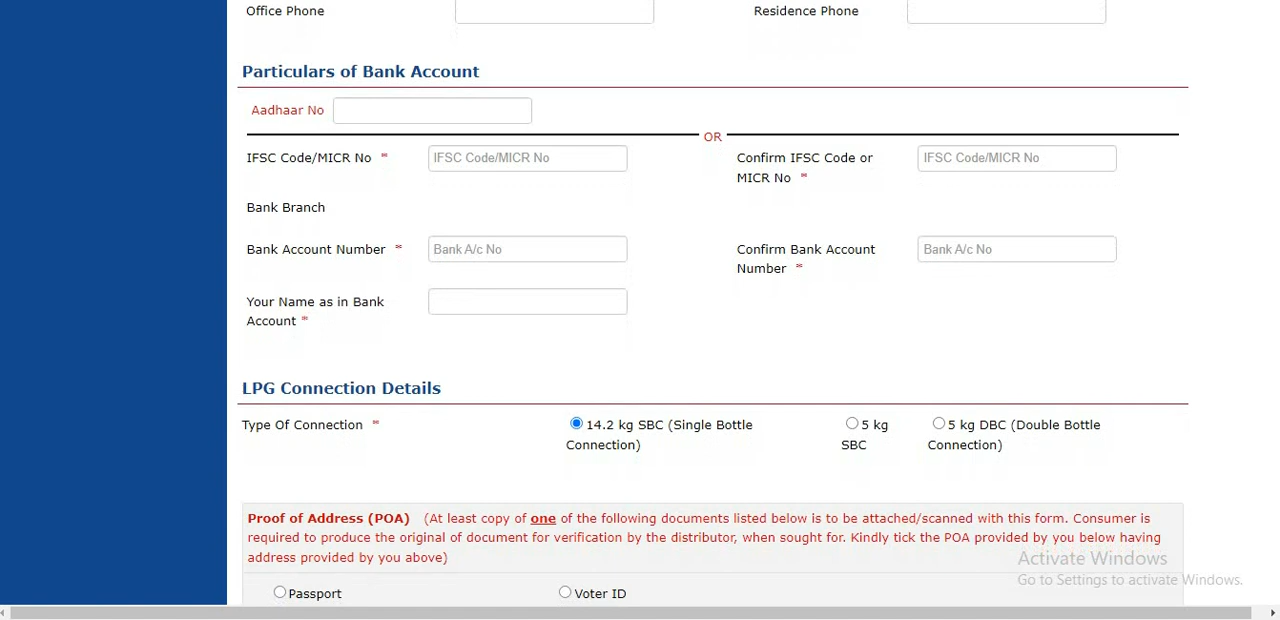 Office Phone Residence Phone
Particulars of Bank Account
Aadhaar No
OR
IFSC Code/MICR No * IFSC Code/MICR No Confirm IFSC Code or IFSC Code/MICR No
MICR No *
Bank Branch
Bank Account Number * Bank A/c No Confirm Bank Account Bank A/c No
Number *
Your Name as in Bank
Account *
LPG Connection Details
Type Of Connection * 14.2 kg SBC (Single Bottle 5 kg 5 kg DBC (Double Bottle
Connection) SBC Connection)
Proof of Address (POA) (At least copy of one of the following documents listed below is to be attached/scanned with this form. Consumer is
required to produce the original of document for verification by the distributor, when sought for. Kindly tick the POA provided by you below having
address provided by you above)
Activate Windows
Go to Settings to activate Windows.
Passport Voter ID